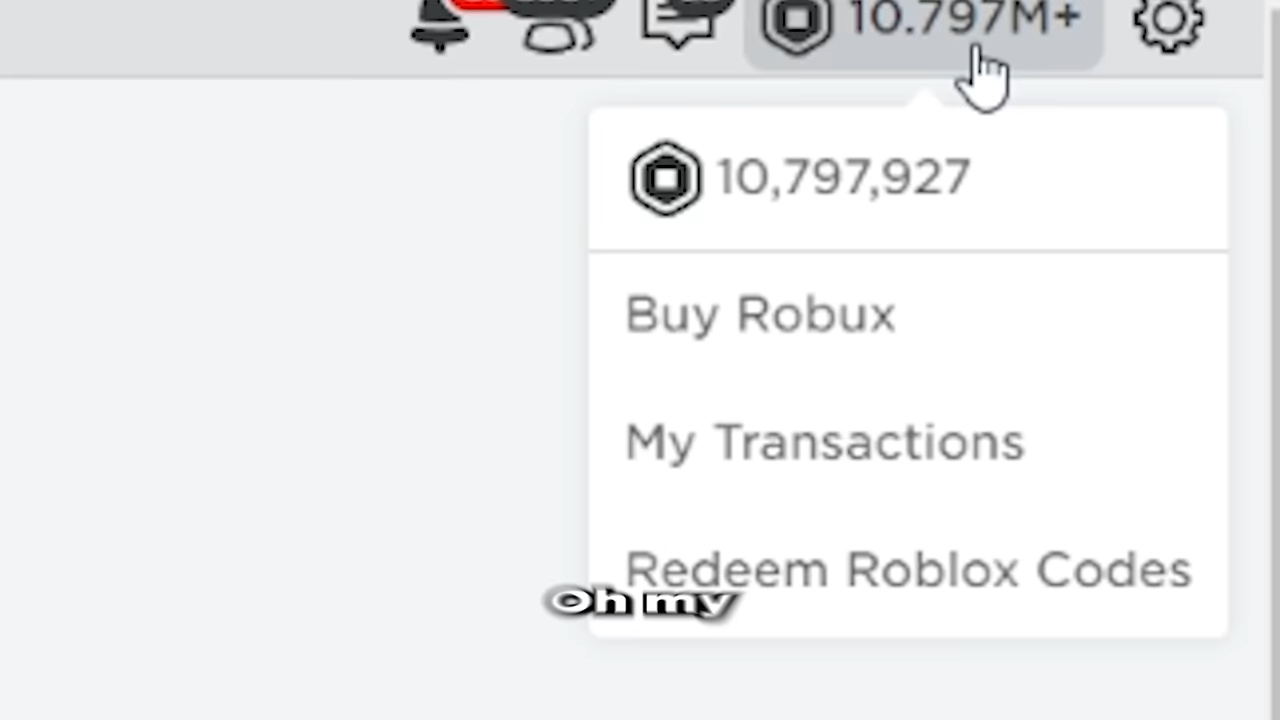 10.797M+
10,797,927
Buy Robux
My Transactions
Redeem Roblox Codes
Oh my